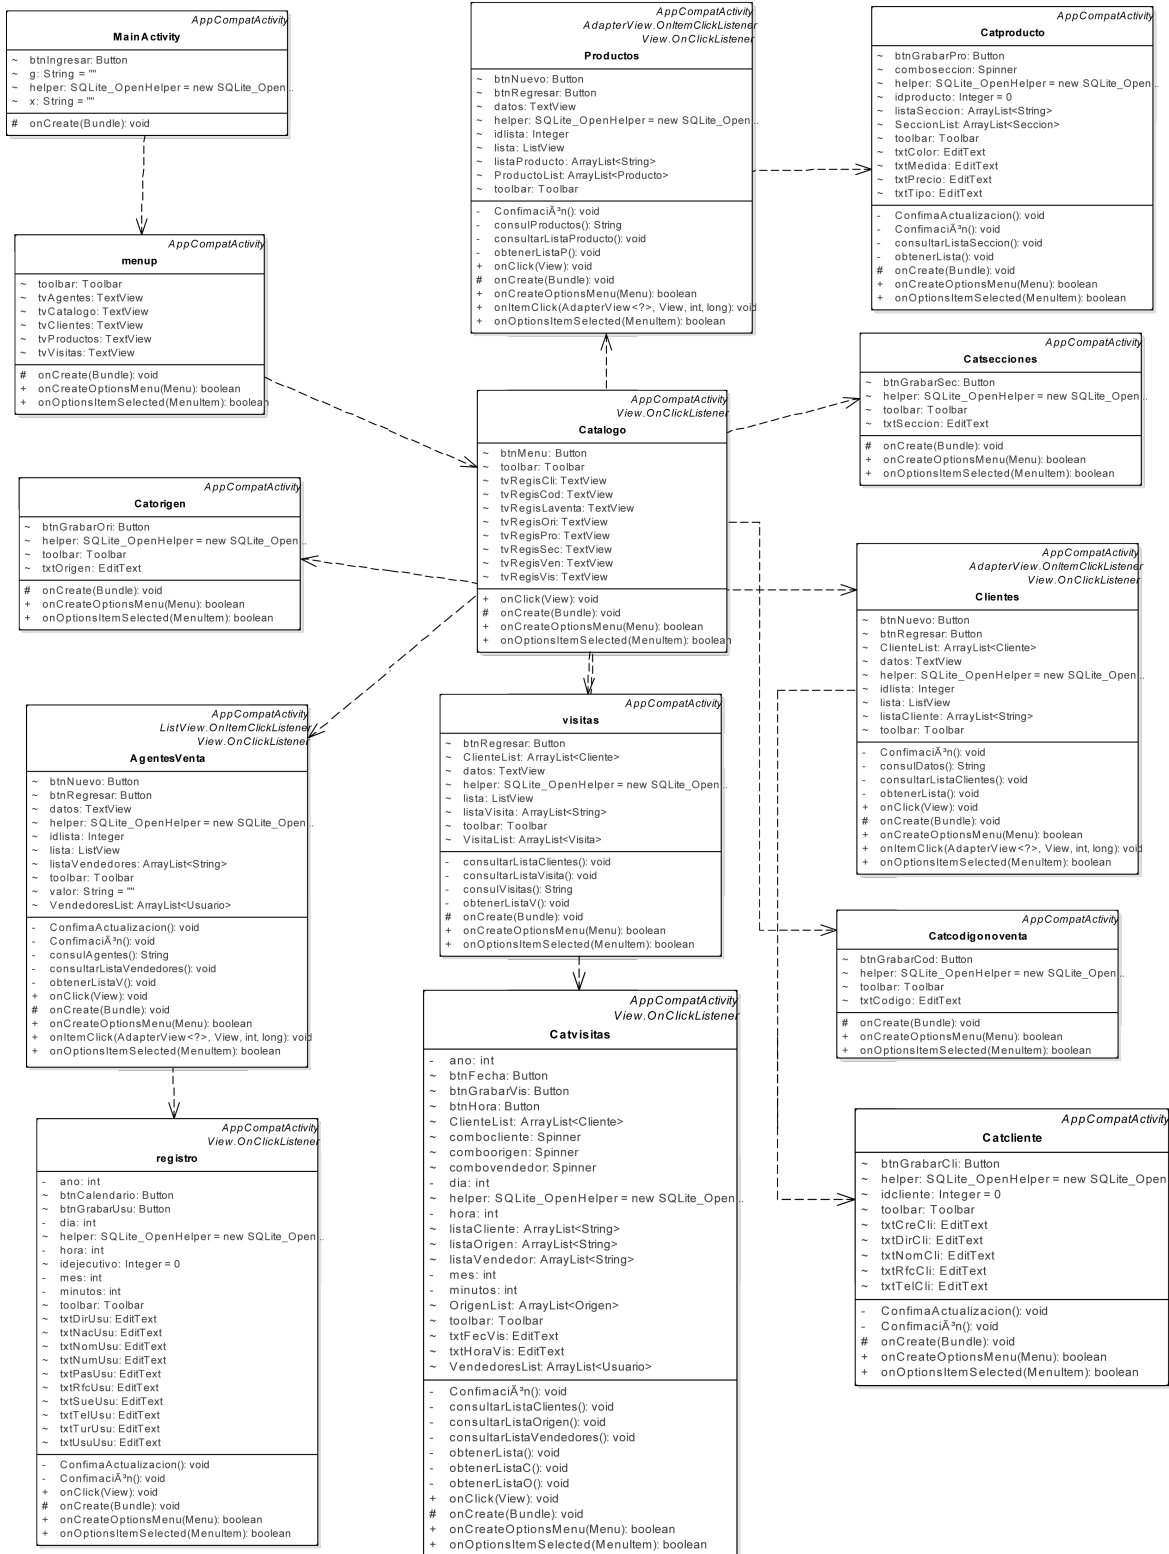 AppCompatActivity
MainActivity
~ btnIngresar: Button
~ g: String = ""
~ helper: SQLite_OpenHelper = new SQLite_Open...
~ x: String = ""
# onCreate(Bundle): void
AppCompatActivity
AdapterView.OnItemClickListener
View.OnClickListener
Productos
~ btnNuevo: Button
~ btnRegresar: Button
~ datos: TextView
~ helper: SQLite_OpenHelper = new SQLite_Open...
~ idlista: Integer
~ lista: ListView
~ listaProducto: ArrayList<String>
~ ProductoList: ArrayList<Producto>
~ toolbar: Toolbar
- ConfimaciÃ³n(): void
- consulProductos(): String
- consultarListaProducto(): void
- obtenerListaP(): void
+ onClick(View): void
# onCreate(Bundle): void
+ onCreateOptionsMenu(Menu): boolean
+ onItemClick(AdapterView<?>, View, int, long): void
+ onOptionsItemSelected(MenuItem): boolean
AppCompatActivity
Catproducto
~ btnGrabarPro: Button
~ comboseccion: Spinner
~ helper: SQLite_OpenHelper = new SQLite_Open...
~ idproducto: Integer = 0
~ listaSeccion: ArrayList<String>
~ SeccionList: ArrayList<Seccion>
~ toolbar: Toolbar
~ txtColor: EditText
~ txtMedida: EditText
~ txtPrecio: EditText
~ txtTipo: EditText
- ConfimaActualizacion(): void
- ConfimaciÃ³n(): void
- consultarListaSeccion(): void
- obtenerLista(): void
# onCreate(Bundle): void
+ onCreateOptionsMenu(Menu): boolean
+ onOptionsItemSelected(MenuItem): boolean
AppCompatActivity
menup
~ toolbar: Toolbar
~ tvAgentes: TextView
~ tvCatalogo: TextView
~ tvClientes: TextView
~ tvProductos: TextView
~ tvVisitas: TextView
# onCreate(Bundle): void
+ onCreateOptionsMenu(Menu): boolean
+ onOptionsItemSelected(MenuItem): boolean
AppCompatActivity
Catsecciones
~ btnGrabarSec: Button
~ helper: SQLite_OpenHelper = new SQLite_Open...
~ toolbar: Toolbar
~ txtSeccion: EditText
# onCreate(Bundle): void
+ onCreateOptionsMenu(Menu): boolean
+ onOptionsItemSelected(MenuItem): boolean
AppCompatActivity
View.OnClickListener
Catalogo
~ btnMenu: Button
~ toolbar: Toolbar
~ tvRegisCli: TextView
~ tvRegisCod: TextView
~ tvRegisLaventa: TextView
~ tvRegisOri: TextView
~ tvRegisPro: TextView
~ tvRegisSec: TextView
~ tvRegisVen: TextView
~ tvRegisVis: TextView
+ onClick(View): void
# onCreate(Bundle): void
+ onCreateOptionsMenu(Menu): boolean
+ onOptionsItemSelected(MenuItem): boolean
AppCompatActivity
Catorigen
~ btnGrabarOri: Button
~ helper: SQLite_OpenHelper = new SQLite_Open...
~ toolbar: Toolbar
~ txtOrigen: EditText
# onCreate(Bundle): void
+ onCreateOptionsMenu(Menu): boolean
+ onOptionsItemSelected(MenuItem): boolean
AppCompatActivity
AdapterView.OnItemClickListener
View.OnClickListener
Clientes
~ btnNuevo: Button
~ btnRegresar: Button
~ ClienteList: ArrayList<Cliente>
~ datos: TextView
~ helper: SQLite_OpenHelper = new SQLite_Open...
~ idlista: Integer
~ lista: ListView
~ listaCliente: ArrayList<String>
~ toolbar: Toolbar
- ConfimaciÃ³n(): void
- consulDatos(): String
- consultarListaClientes(): void
- obtenerLista(): void
+ onClick(View): void
# onCreate(Bundle): void
+ onCreateOptionsMenu(Menu): boolean
+ onItemClick(AdapterView<?>, View, int, long): void
+ onOptionsItemSelected(MenuItem): boolean
AppCompatActivity
ListView.OnItemClickListener
View.OnClickListener
AgentesVenta
~ btnNuevo: Button
~ btnRegresar: Button
~ datos: TextView
~ helper: SQLite_OpenHelper = new SQLite_Open...
~ idlista: Integer
~ lista: ListView
~ listaVendedores: ArrayList<String>
~ toolbar: Toolbar
~ valor: String = ""
~ VendedoresList: ArrayList<Usuario>
- ConfimaActualizacion(): void
- ConfimaciÃ³n(): void
- consulAgentes(): String
- consultarListaVendedores(): void
- obtenerListaV(): void
+ onClick(View): void
# onCreate(Bundle): void
+ onCreateOptionsMenu(Menu): boolean
+ onItemClick(AdapterView<?>, View, int, long): void
+ onOptionsItemSelected(MenuItem): boolean
AppCompatActivity
visitas
~ btnRegresar: Button
~ ClienteList: ArrayList<Cliente>
~ datos: TextView
~ helper: SQLite_OpenHelper = new SQLite_Open...
~ lista: ListView
~ listaVisita: ArrayList<String>
~ toolbar: Toolbar
~ VisitaList: ArrayList<Visita>
- consultarListaClientes(): void
- consultarListaVisita(): void
- consulVisitas(): String
- obtenerListaV(): void
# onCreate(Bundle): void
+ onCreateOptionsMenu(Menu): boolean
+ onOptionsItemSelected(MenuItem): boolean
AppCompatActivity
Catcodigonoventa
~ btnGrabarCod: Button
~ helper: SQLite_OpenHelper = new SQLite_Open...
~ toolbar: Toolbar
~ txtCodigo: EditText
# onCreate(Bundle): void
+ onCreateOptionsMenu(Menu): boolean
+ onOptionsItemSelected(MenuItem): boolean
AppCompatActivity
View.OnClickListener
Catvisitas
- ano: int
~ btnFecha: Button
~ btnGrabarVis: Button
~ btnHora: Button
~ ClienteList: ArrayList<Cliente>
~ combocliente: Spinner
~ comboorigen: Spinner
~ combovendedor: Spinner
- dia: int
~ helper: SQLite_OpenHelper = new SQLite_Open...
- hora: int
~ listaCliente: ArrayList<String>
~ listaOrigen: ArrayList<String>
~ listaVendedor: ArrayList<String>
- mes: int
- minutos: int
~ OrigenList: ArrayList<Origen>
~ toolbar: Toolbar
~ txtFecVis: EditText
~ txtHoraVis: EditText
~ VendedoresList: ArrayList<Usuario>
- ConfimaciÃ³n(): void
- consultarListaClientes(): void
- consultarListaOrigen(): void
- consultarListaVendedores(): void
- obtenerLista(): void
- obtenerListaC(): void
- obtenerListaO(): void
+ onClick(View): void
# onCreate(Bundle): void
+ onCreateOptionsMenu(Menu): boolean
+ onOptionsItemSelected(MenuItem): boolean
AppCompatActivity
View.OnClickListener
registro
- ano: int
~ btnCalendario: Button
~ btnGrabarUsu: Button
- dia: int
~ helper: SQLite_OpenHelper = new SQLite_Open...
- hora: int
~ idejecutivo: Integer = 0
- mes: int
- minutos: int
~ toolbar: Toolbar
~ txtDirUsu: EditText
~ txtNacUsu: EditText
~ txtNomUsu: EditText
~ txtNumUsu: EditText
~ txtPasUsu: EditText
~ txtRfcUsu: EditText
~ txtSueUsu: EditText
~ txtTelUsu: EditText
~ txtTurUsu: EditText
~ txtUsuUsu: EditText
- ConfimaActualizacion(): void
- ConfimaciÃ³n(): void
+ onClick(View): void
# onCreate(Bundle): void
+ onCreateOptionsMenu(Menu): boolean
+ onOptionsItemSelected(MenuItem): boolean
AppCompatActivity
Catcliente
~ btnGrabarCli: Button
~ helper: SQLite_OpenHelper = new SQLite_Open
~ idcliente: Integer = 0
~ toolbar: Toolbar
~ txtCreCli: EditText
~ txtDirCli: EditText
~ txtNomCli: EditText
~ txtRfcCli: EditText
~ txtTelCli: EditText
- ConfimaActualizacion(): void
- ConfimaciÃ³n(): void
# onCreate(Bundle): void
+ onCreateOptionsMenu(Menu): boolean
+ onOptionsItemSelected(MenuItem): boolean